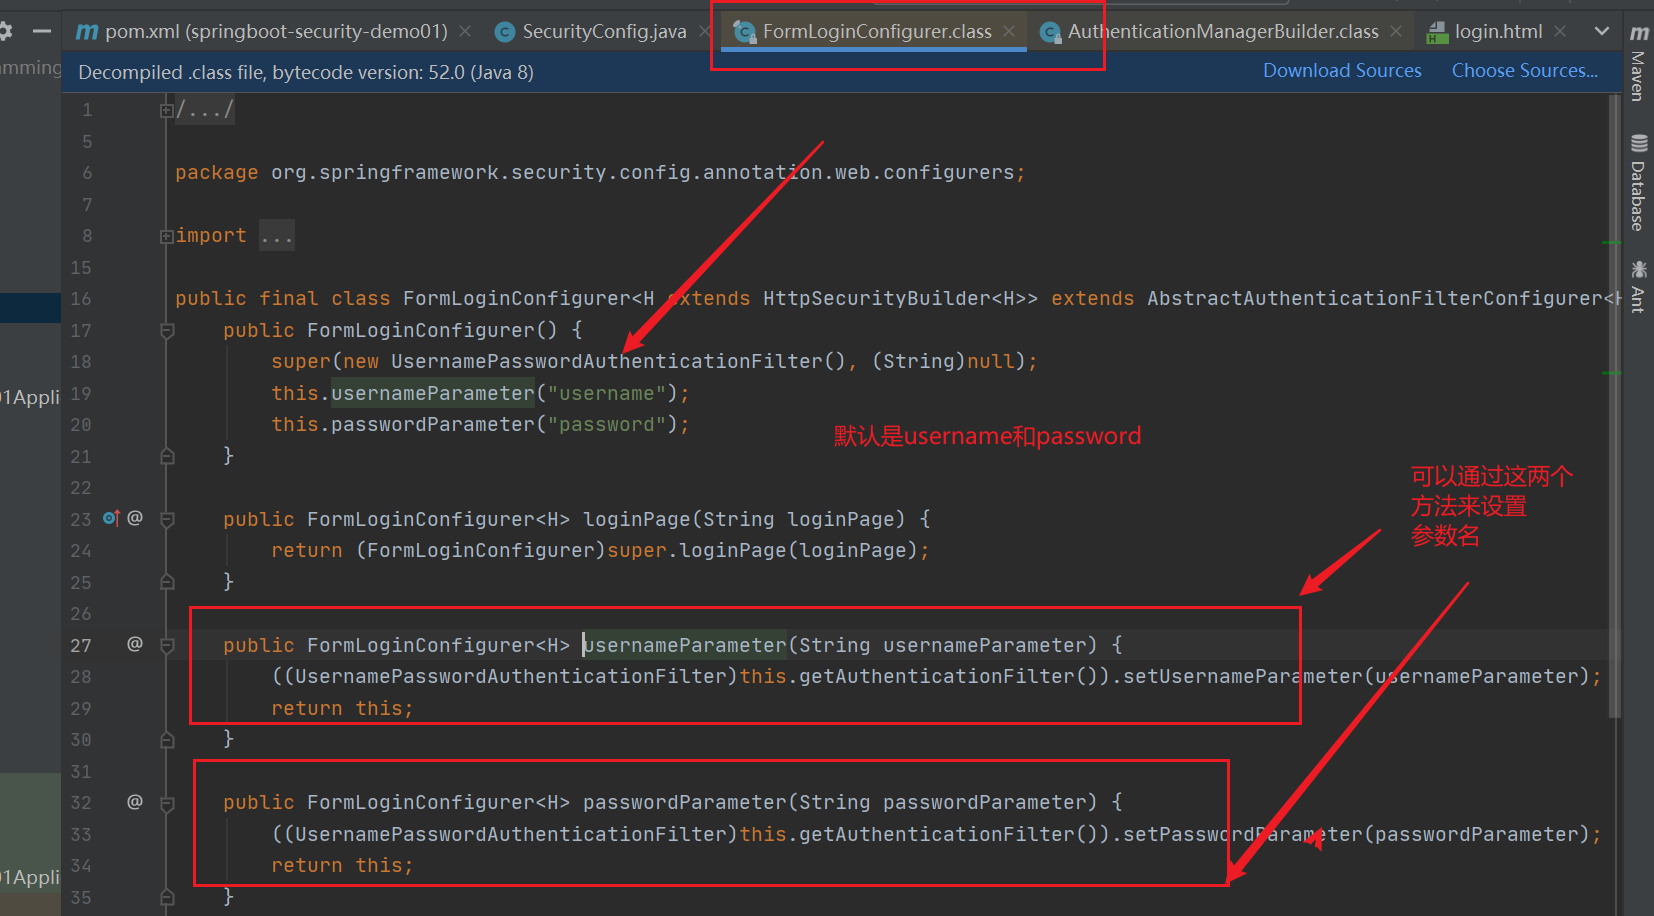 pom.xml (springboot-security-demo01)
SecurityConfig.java
FormLoginConfigurer.class
AuthenticationManagerBuilder.class
login.html
Decompiled .class file, bytecode version: 52.0 (Java 8)
Download Sources
Choose Sources...
Maven
Database
Ant
1 /.../
5
6 package org.springframework.security.config.annotation.web.configurers;
7
8 import ...
15
16 public final class FormLoginConfigurer<H extends HttpSecurityBuilder<H>> extends AbstractAuthenticationFilterConfigurer<H
17 public FormLoginConfigurer() {
18 super(new UsernamePasswordAuthenticationFilter(), (String)null);
19 this.usernameParameter("username");
20 this.passwordParameter("password");
默认是username和password
21 }
22
可以通过这两个
方法来设置
参数名
23 @ public FormLoginConfigurer<H> loginPage(String loginPage) {
24 return (FormLoginConfigurer)super.loginPage(loginPage);
25 }
26
27 @ public FormLoginConfigurer<H> usernameParameter(String usernameParameter) {
28 ((UsernamePasswordAuthenticationFilter)this.getAuthenticationFilter()).setUsernameParameter(usernameParameter);
29 return this;
30 }
31
32 @ public FormLoginConfigurer<H> passwordParameter(String passwordParameter) {
33 ((UsernamePasswordAuthenticationFilter)this.getAuthenticationFilter()).setPasswordParameter(passwordParameter);
34 return this;
35 }